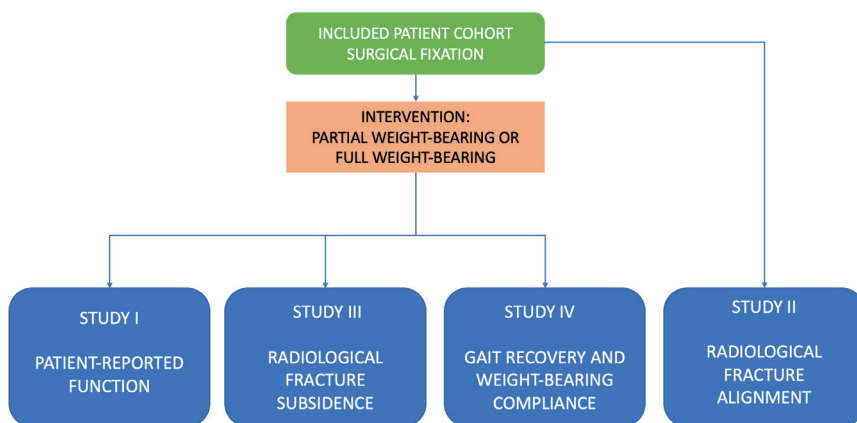 INCLUDED PATIENT COHORT
SURGICAL FIXATION
INTERVENTION:
PARTIAL WEIGHT-BEARING OR
FULL WEIGHT-BEARING
STUDY I
PATIENT-REPORTED
FUNCTION
STUDY III
RADIOLOGICAL
FRACTURE
SUBSIDENCE
STUDY IV
GAIT RECOVERY AND
WEIGHT-BEARING
COMPLIANCE
STUDY II
RADIOLOGICAL
FRACTURE
ALIGNMENT